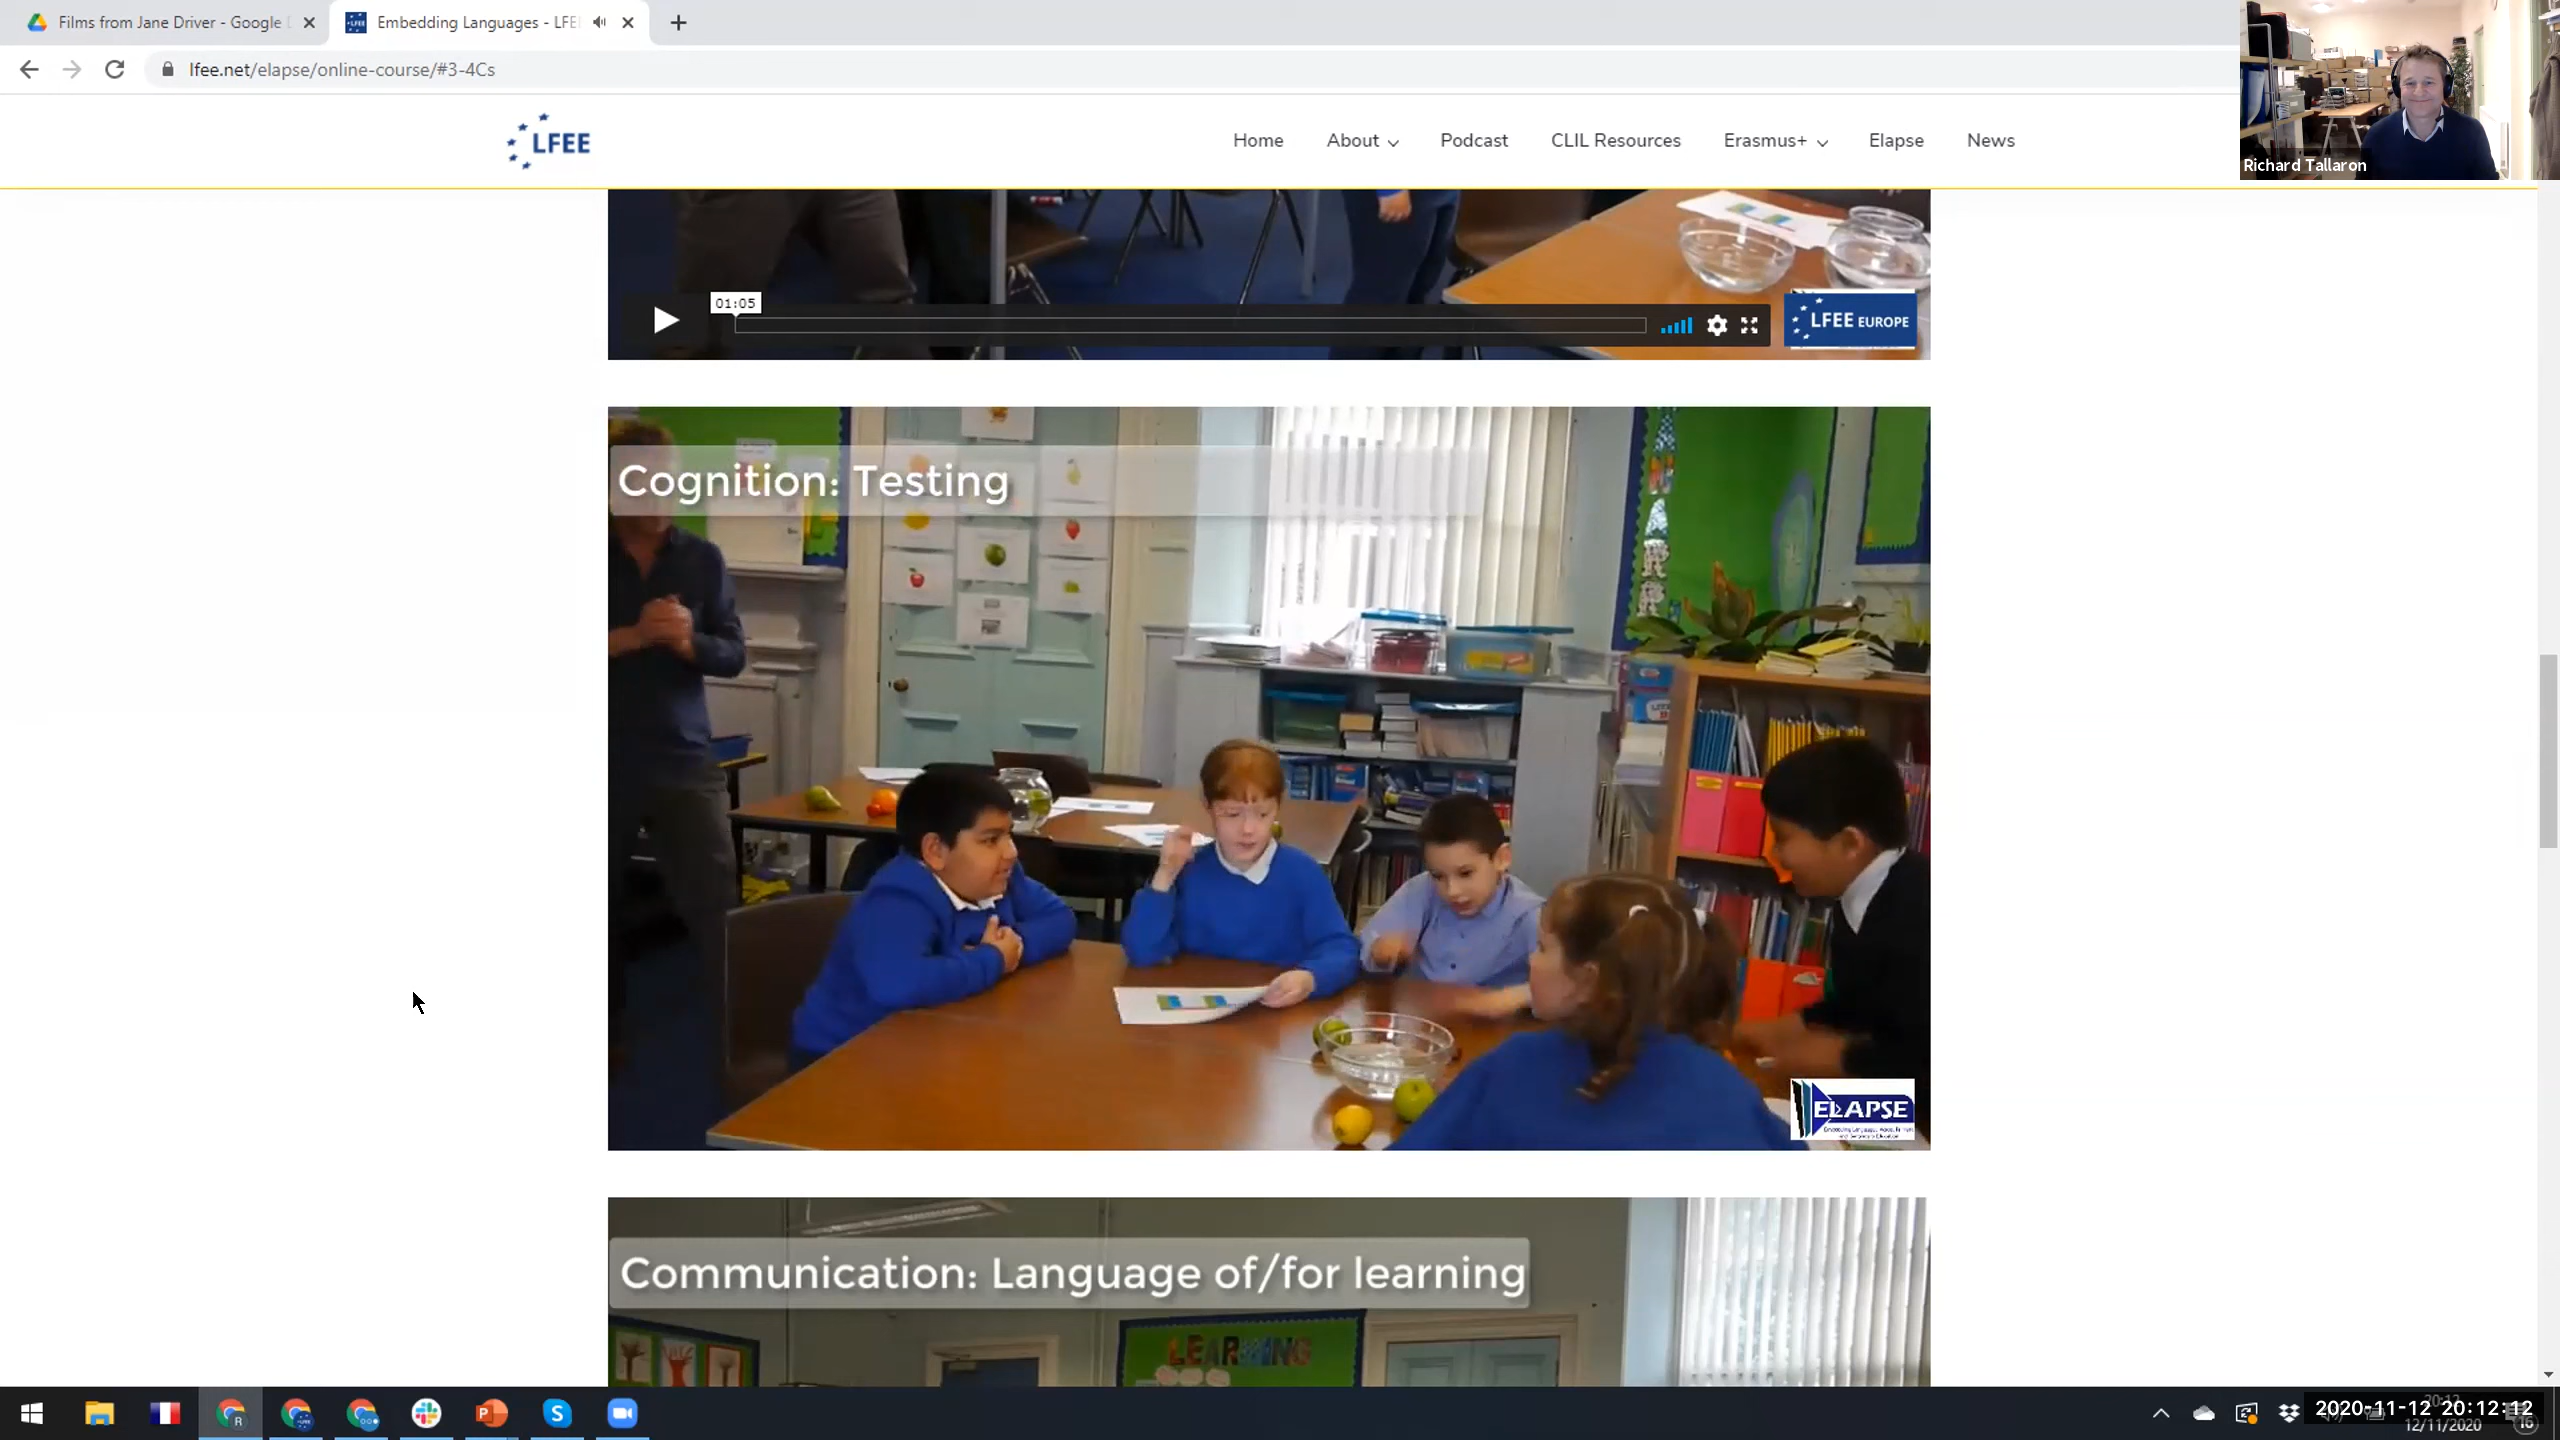 Films from Jane Driver - Google
Embedding Languages - LFE
lfee.net/elapse/online-course/#3-4Cs
LFEE
Home
About
Podcast
CLIL Resources
Erasmus+
Elapse
News
Richard Tallaron
01:05
LFEE EUROPE
Cognition: Testing
ELAPSE
Communication: Language of/for learning
LEARNING
2020-11-12 20:12:12
12/11/2020
16